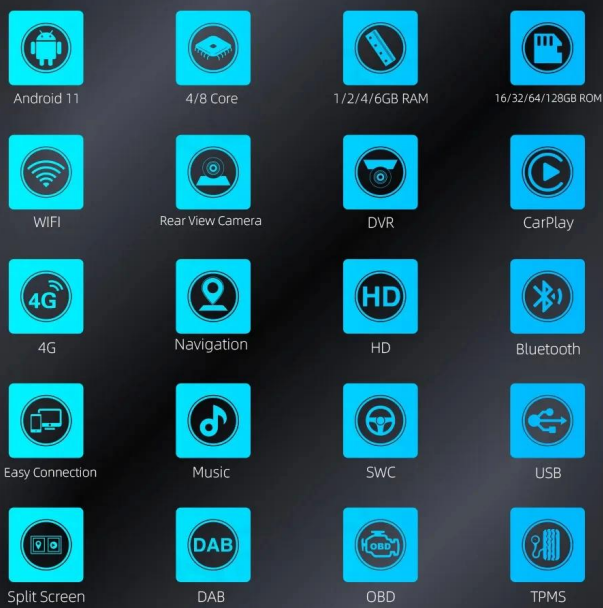 Android 11
4/8 Core
1/2/4/6GB RAM
16/32/64/128GB ROM
WIFI
Rear View Camera
DVR
CarPlay
4G
4G
Navigation
HD
HD
Bluetooth
Easy Connection
Music
SWC
USB
Split Screen
DAB
DAB
OBD
OBD
TPMS